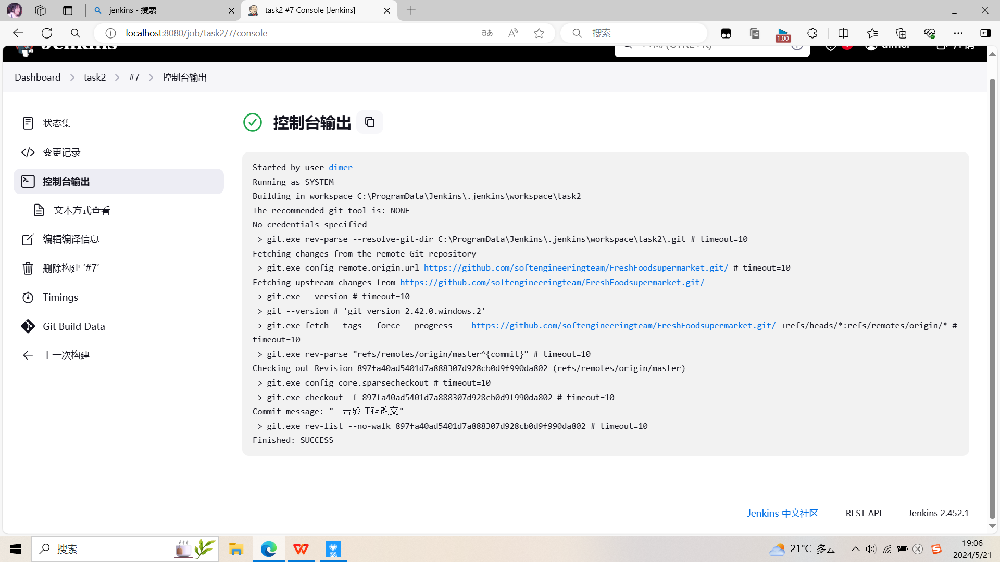 jenkins - 搜索
task2 #7 Console [Jenkins]
localhost:8080/job/task2/7/console
搜索
1.00
Jenkins
查找 (CTRL+K)
dimer
注销
Dashboard
task2
#7
控制台输出
状态集
变更记录
控制台输出
文本方式查看
编辑编译信息
删除构建 ‘#7’
Timings
Git Build Data
上一次构建
控制台输出
Started by user dimer
Running as SYSTEM
Building in workspace C:\ProgramData\Jenkins\.jenkins\workspace\task2
The recommended git tool is: NONE
No credentials specified
> git.exe rev-parse --resolve-git-dir C:\ProgramData\Jenkins\.jenkins\workspace\task2\.git # timeout=10
Fetching changes from the remote Git repository
> git.exe config remote.origin.url https://github.com/softengineeringteam/FreshFoodsupermarket.git/ # timeout=10
Fetching upstream changes from https://github.com/softengineeringteam/FreshFoodsupermarket.git/
> git.exe --version # timeout=10
> git --version # 'git version 2.42.0.windows.2'
> git.exe fetch --tags --force --progress -- https://github.com/softengineeringteam/FreshFoodsupermarket.git/ +refs/heads/*:refs/remotes/origin/* #
timeout=10
> git.exe rev-parse "refs/remotes/origin/master^{commit}" # timeout=10
Checking out Revision 897fa40ad5401d7a888307d928cb0d9f990da802 (refs/remotes/origin/master)
> git.exe config core.sparsecheckout # timeout=10
> git.exe checkout -f 897fa40ad5401d7a888307d928cb0d9f990da802 # timeout=10
Commit message: "点击验证码改变"
> git.exe rev-list --no-walk 897fa40ad5401d7a888307d928cb0d9f990da802 # timeout=10
Finished: SUCCESS
Jenkins 中文社区
REST API
Jenkins 2.452.1
搜索
21°C 多云
19:06
2024/5/21